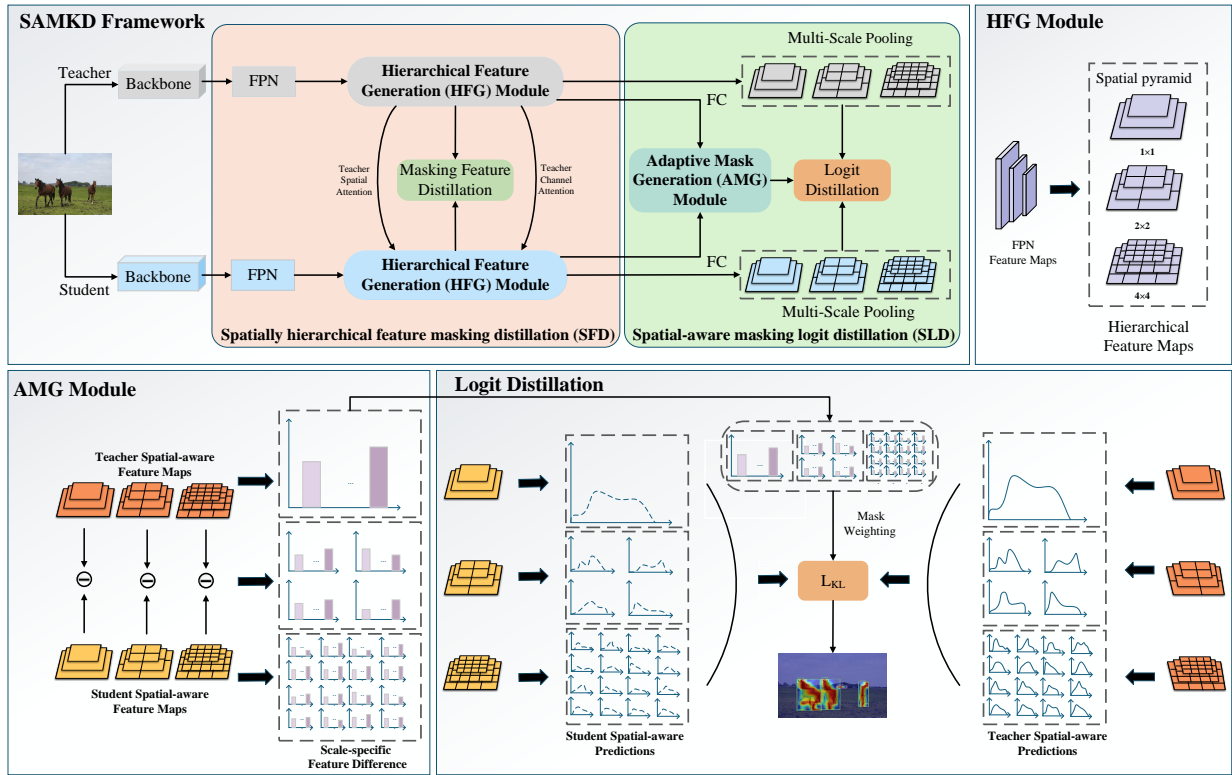 SAMKD Framework
Teacher
Backbone
FPN
Hierarchical Feature
Generation (HFG) Module
Multi-Scale Pooling
FC
Teacher
Spatial
Attention
Masking Feature
Distillation
Teacher
Channel
Attention
Adaptive Mask
Generation (AMG)
Module
Logit
Distillation
Student
Backbone
FPN
Hierarchical Feature
Generation (HFG) Module
FC
Multi-Scale Pooling
Spatially hierarchical feature masking distillation (SFD)
Spatial-aware masking logit distillation (SLD)
HFG Module
Spatial pyramid
1×1
2×2
4×4
FPN
Feature Maps
Hierarchical
Feature Maps
AMG Module
Teacher Spatial-aware
Feature Maps
...
... ...
... ...
Student Spatial-aware
Feature Maps
Scale-specific
Feature Difference
Logit Distillation
...
Mask
Weighting
L_KL
Student Spatial-aware
Predictions
Teacher Spatial-aware
Predictions